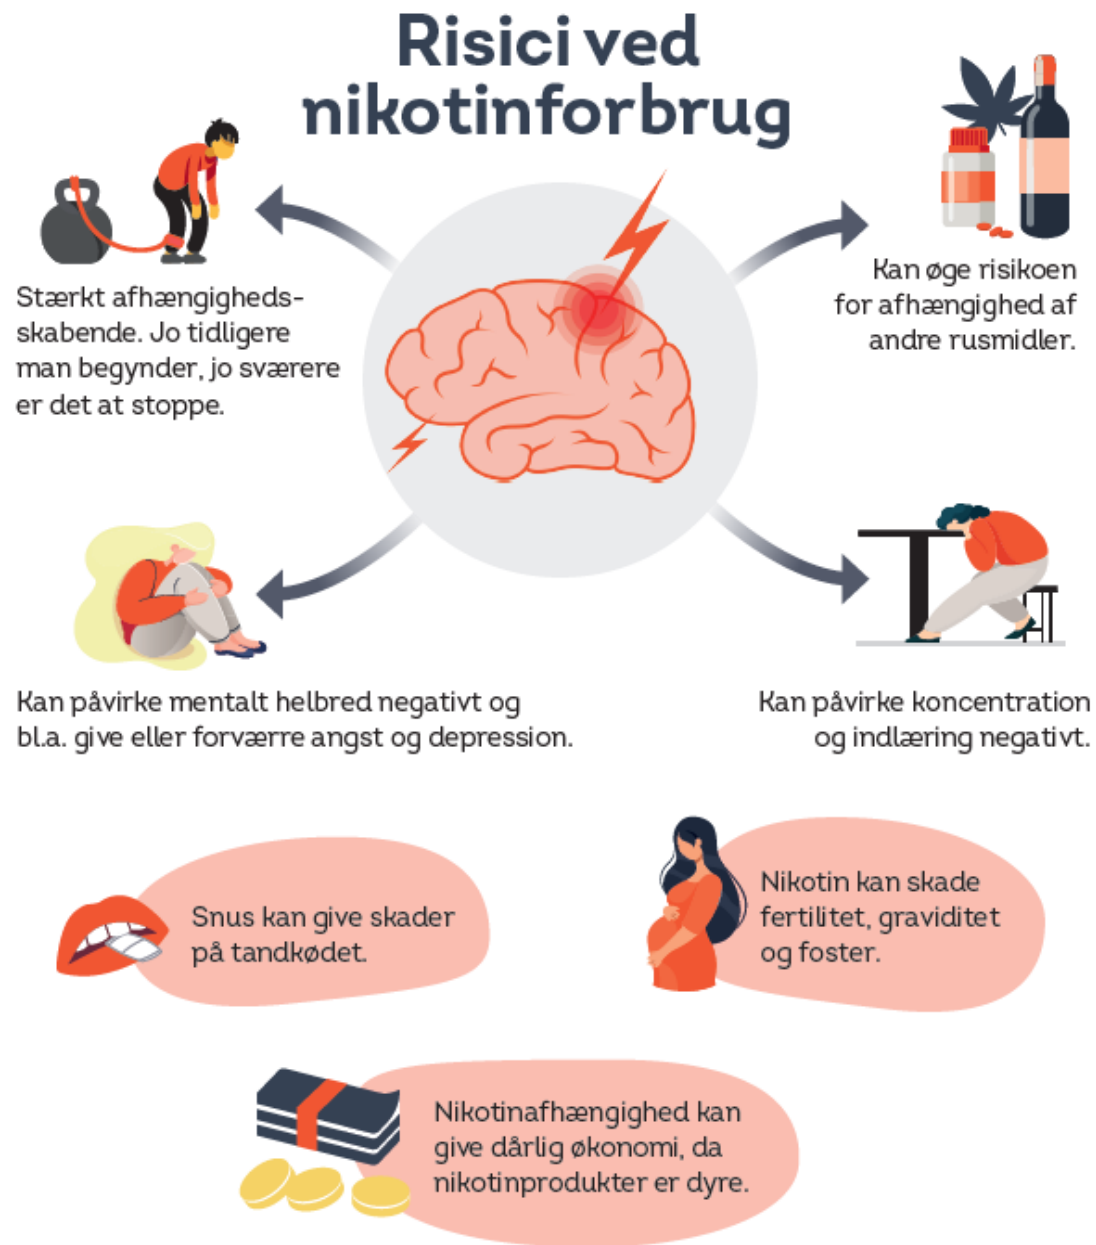 Risici ved
nikotinforbrug
Stærkt afhængigheds-
skabende. Jo tidligere
man begynder, jo sværere
er det at stoppe.
Kan øge risikoen
for afhængighed af
andre rusmidler.
Kan påvirke mentalt helbred negativt og
bl.a. give eller forværre angst og depression.
Kan påvirke koncentration
og indlæring negativt.
Snus kan give skader
på tandkødet.
Nikotin kan skade
fertilitet, graviditet
og foster.
Nikotinafhængighed kan
give dårlig økonomi, da
nikotinprodukter er dyre.